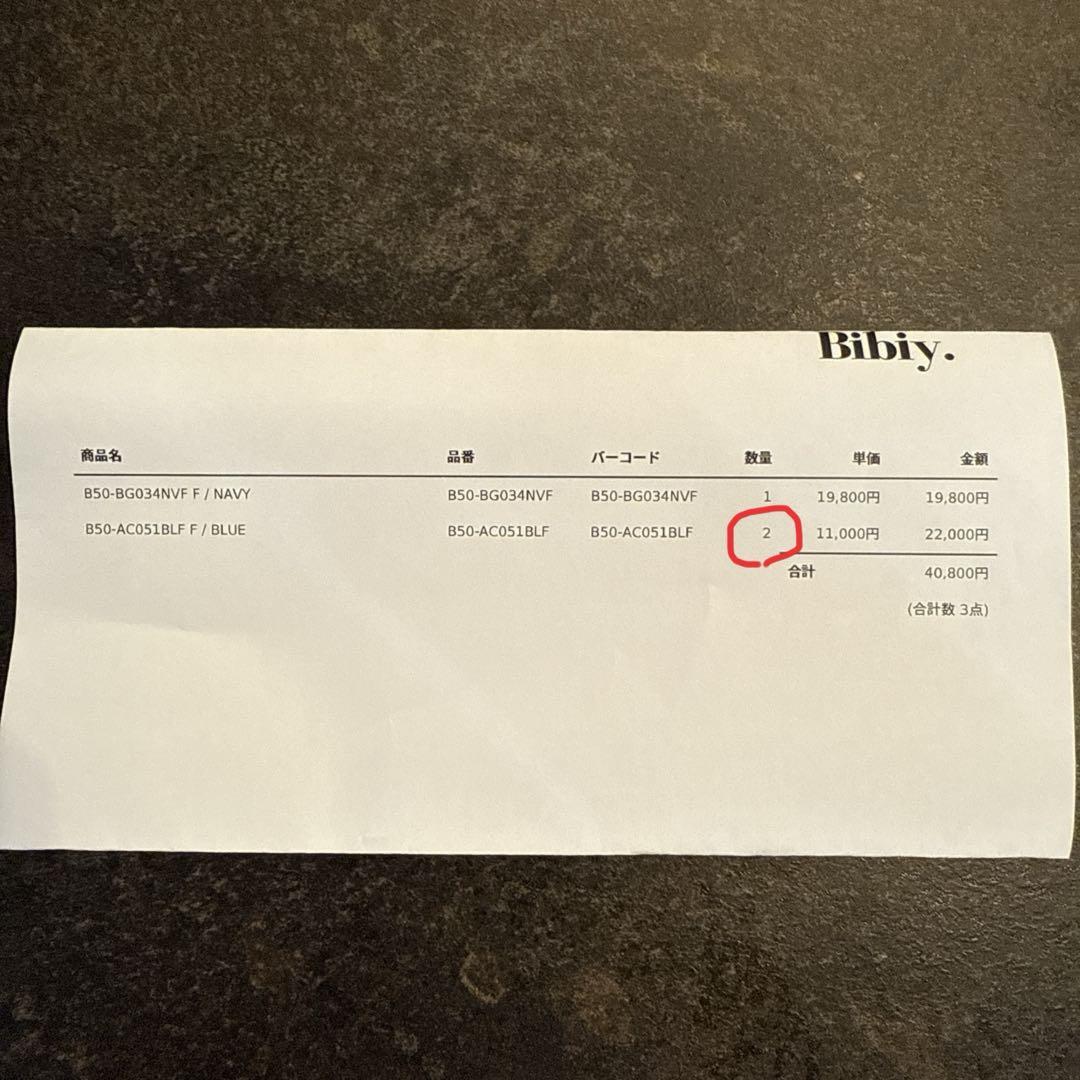 Bibiy.
商品名 品番 バーコード 数量 単価 金額
B50-BG034NVF F / NAVY B50-BG034NVF B50-BG034NVF 1 19,800円 19,800円
B50-AC051BLF F / BLUE B50-AC051BLF B50-AC051BLF 2 11,000円 22,000円
合計 40,800円
(合計数 3点)